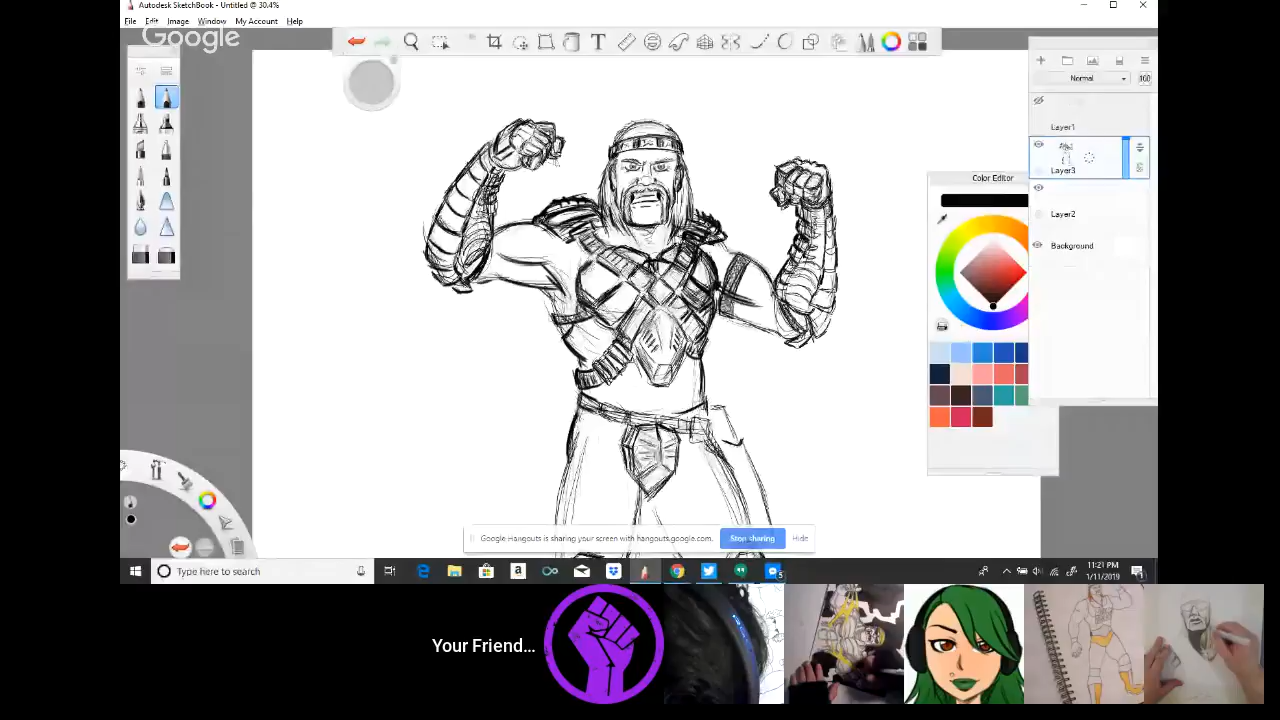 Autodesk SketchBook - Untitled @ 30.4%
File Edit Image Window My Account Help
Google
T
Normal 100
Layer1
Layer3
Layer2
Background
Color Editor
Google Hangouts is sharing your screen with hangouts.google.com. Stop sharing Hide
Type here to search
a
5
11:21 PM
1/11/2019
1
Your Friend...